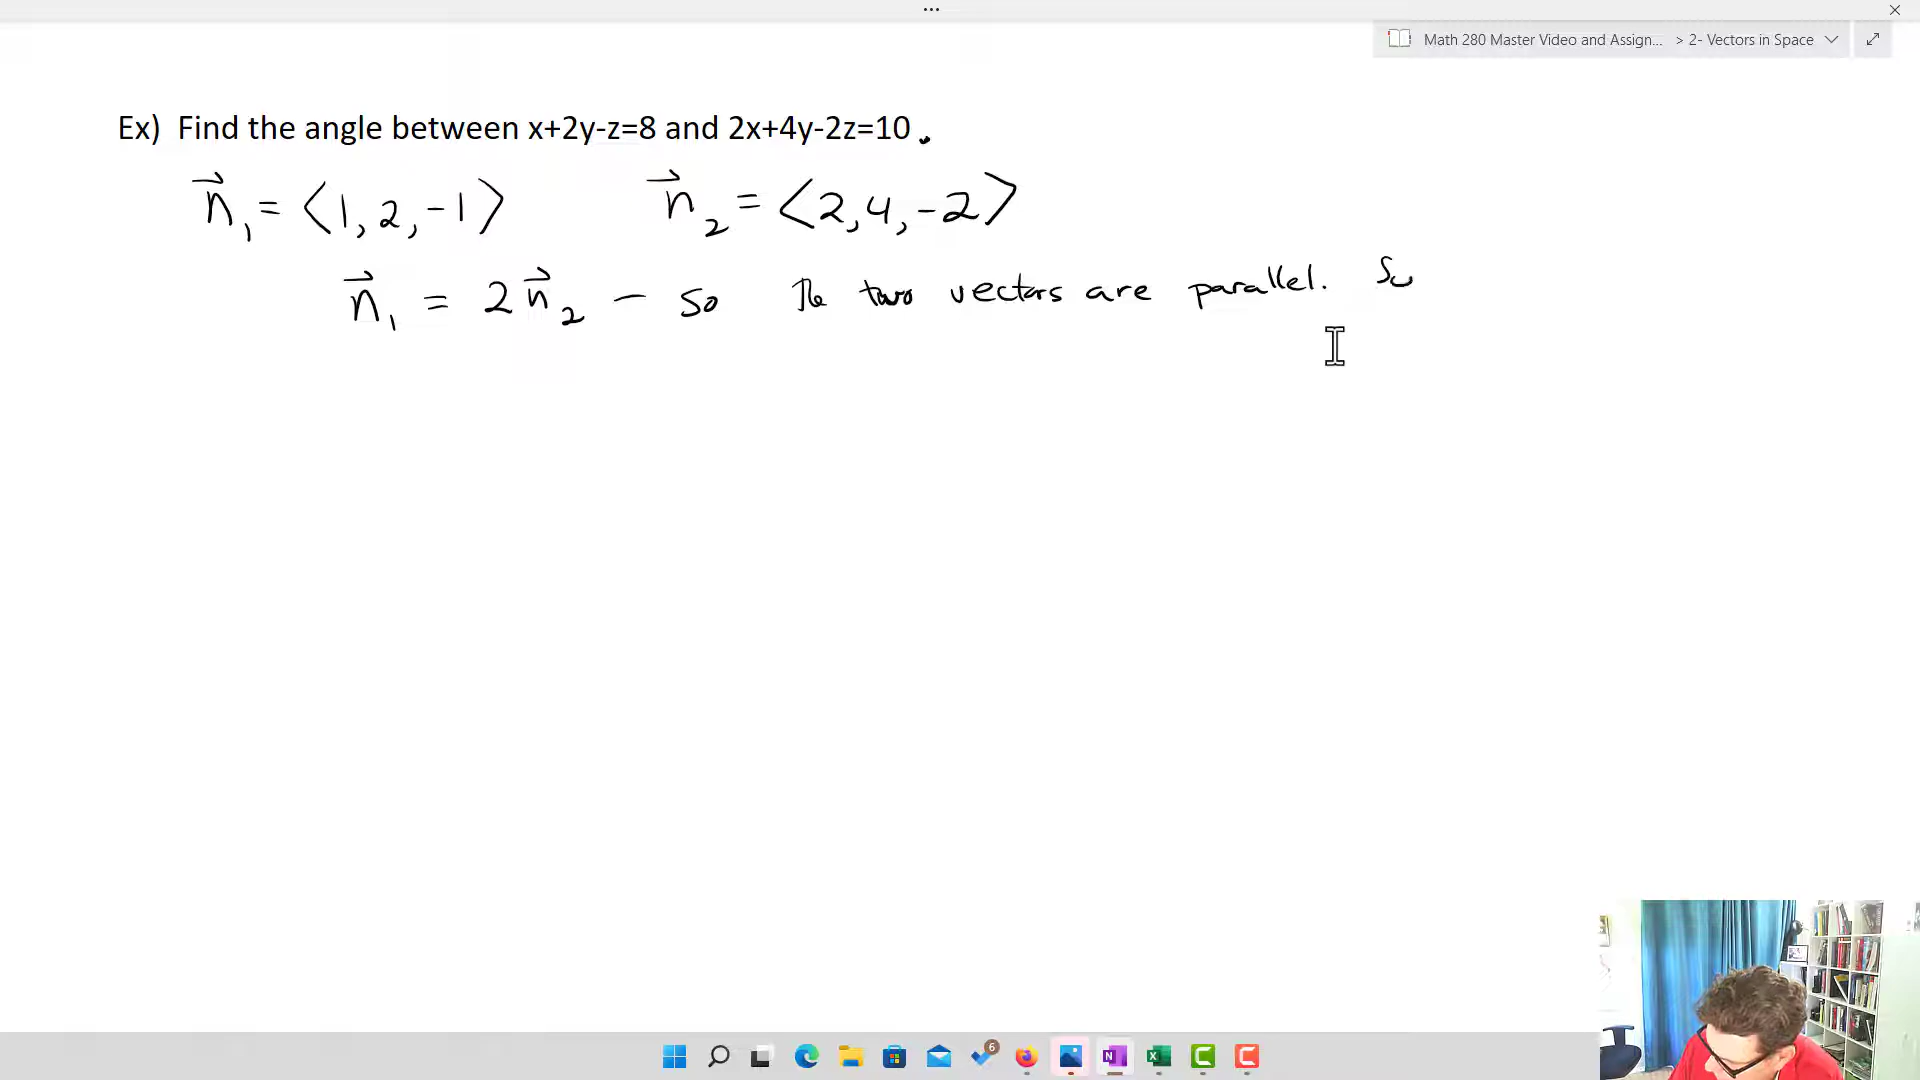 Math 280 Master Video and Assign... > 2- Vectors in Space
Ex) Find the angle between x+2y-z=8 and 2x+4y-2z=10 .
n⃗₁ = ⟨1, 2, -1⟩ n⃗₂ = ⟨2, 4, -2⟩
n⃗₁ = 2 n⃗₂ – so the two vectors are parallel. So
6